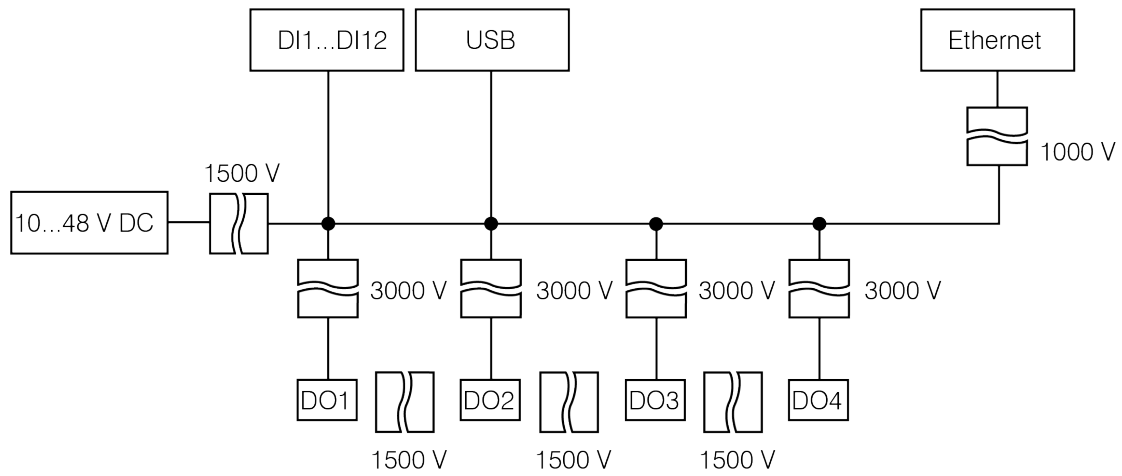 DI1...DI12
USB
Ethernet
1000 V
1500 V
10...48 V DC
3000 V
3000 V
3000 V
3000 V
DO1
DO2
DO3
DO4
1500 V
1500 V
1500 V